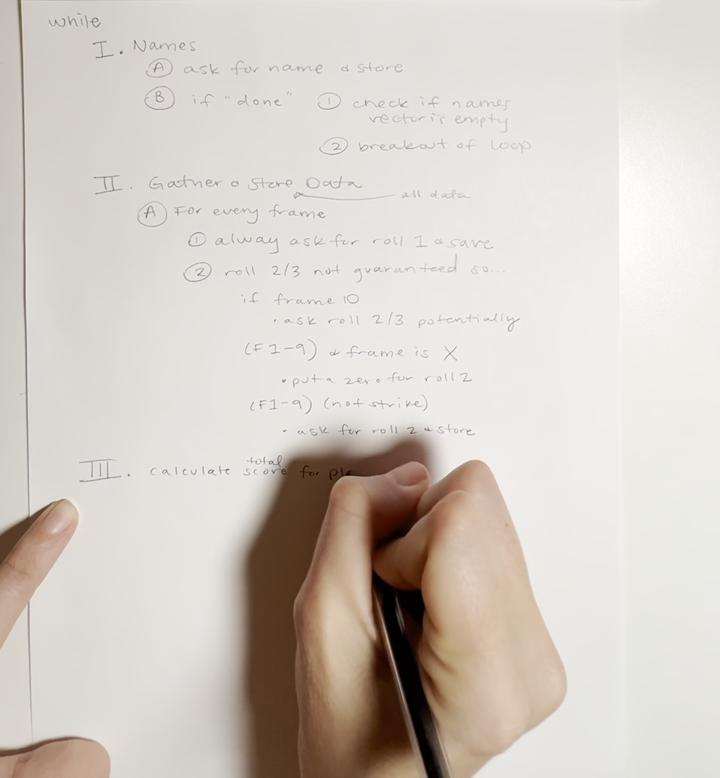 while
I. Names
A ask for name & store
B if "done" 1 check if names
vector is empty
2 breakout of loop
II. Gather & Store Data
all data
A For every frame
1 alway ask for roll 1 & save
2 roll 2/3 not guaranteed so...
if frame 10
• ask roll 2/3 potentially
(F1-9) & frame is X
• put a zero for roll 2
(F1-9) (not strike)
• ask for roll 2 & store
total
III. calculate score for